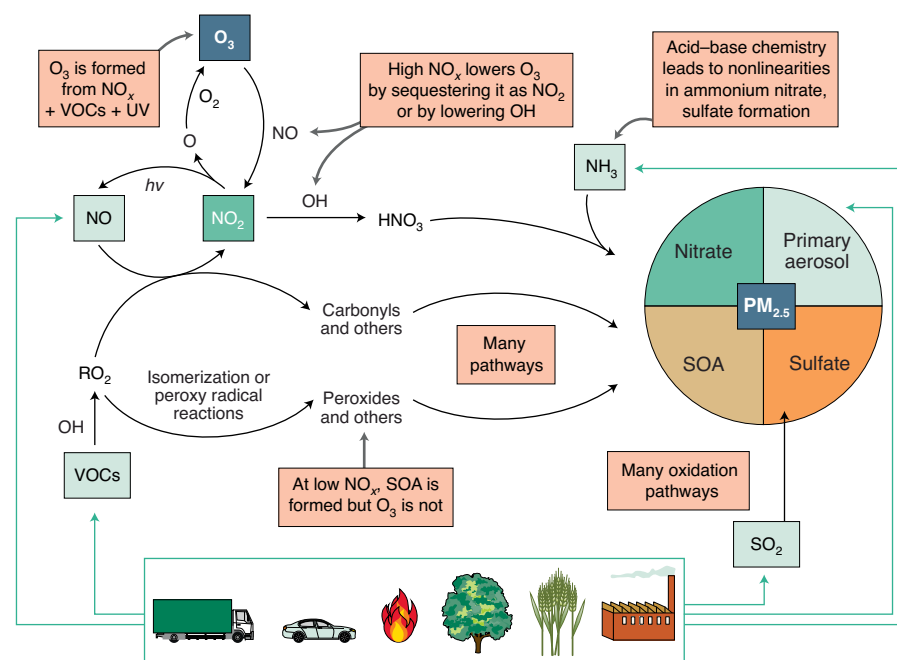 O₃
O₃ is formed
from NOₓ
+ VOCs + UV
O₂
O
hv
NO
High NOₓ lowers O₃
by sequestering it as NO₂
or by lowering OH
Acid–base chemistry
leads to nonlinearities
in ammonium nitrate,
sulfate formation
NH₃
NO
NO₂
OH
HNO₃
Nitrate
Primary
aerosol
PM₂.₅
SOA
Sulfate
Carbonyls
and others
Many
pathways
RO₂
Isomerization or
peroxy radical
reactions
Peroxides
and others
OH
VOCs
At low NOₓ, SOA is
formed but O₃ is not
Many oxidation
pathways
SO₂